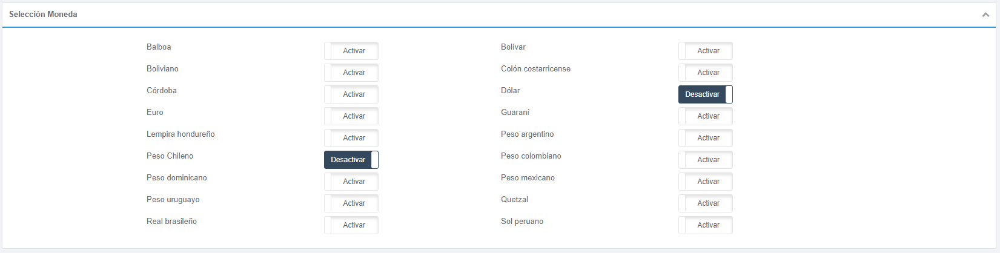 Selección Moneda
Balboa Activar Bolívar Activar
Boliviano Activar Colón costarricense Activar
Córdoba Activar Dólar Desactivar
Euro Activar Guaraní Activar
Lempira hondureño Activar Peso argentino Activar
Peso Chileno Desactivar Peso colombiano Activar
Peso dominicano Activar Peso mexicano Activar
Peso uruguayo Activar Quetzal Activar
Real brasileño Activar Sol peruano Activar